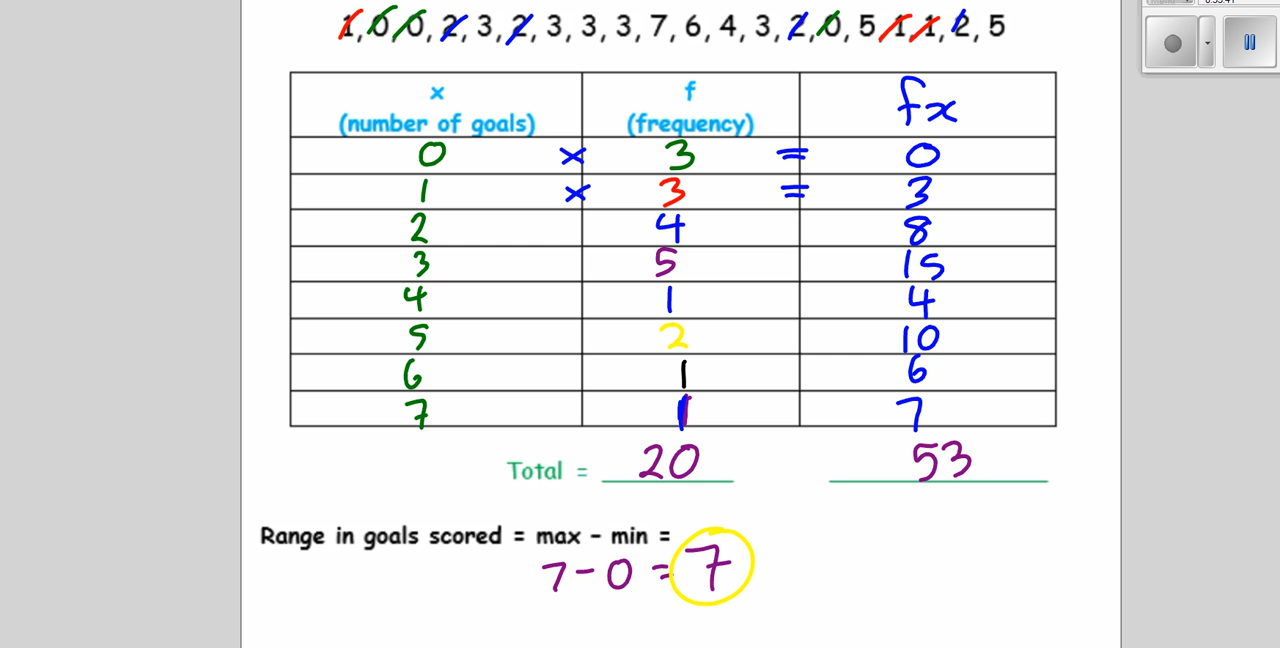 1, 0, 0, 2, 3, 2, 3, 3, 3, 7, 6, 4, 3, 2, 0, 5, 1, 1, 2, 5
x f fx
(number of goals) (frequency)
0 × 3 = 0
1 × 3 = 3
2 4 8
3 5 15
4 1 4
5 2 10
6 1 6
7 1 7
Total = 20 53
Range in goals scored = max - min =
7 - 0 = 7